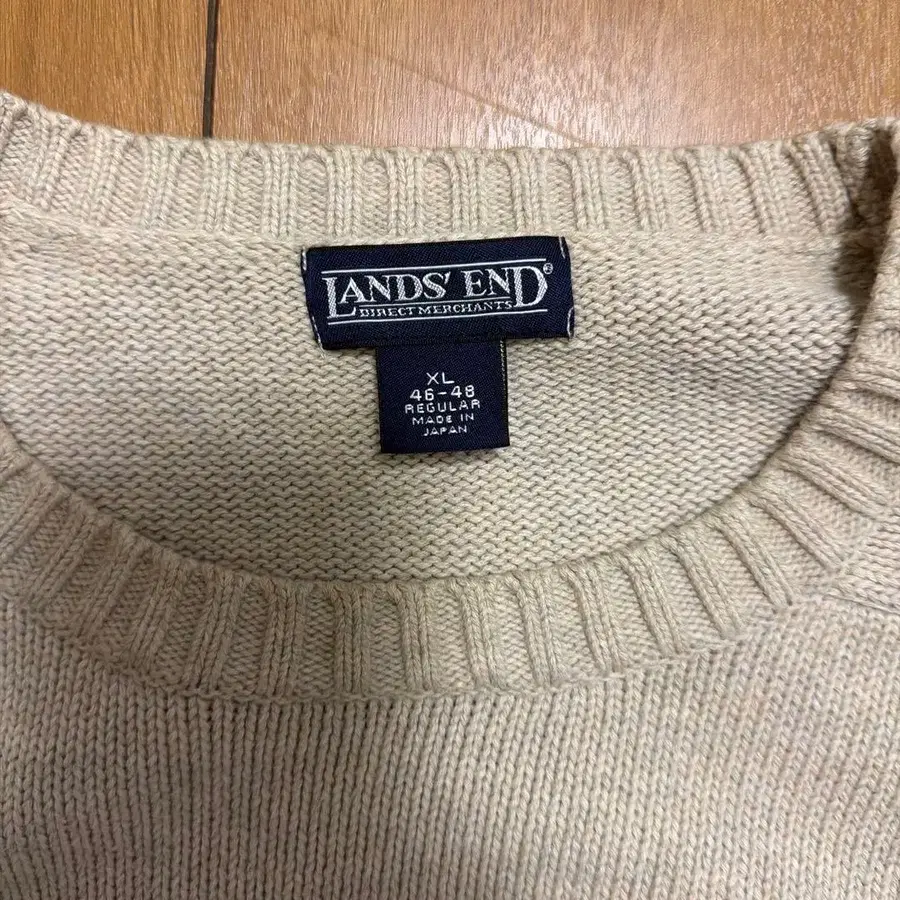 LANDS' END®
DIRECT MERCHANTS
XL
46-48
REGULAR
MADE IN
JAPAN